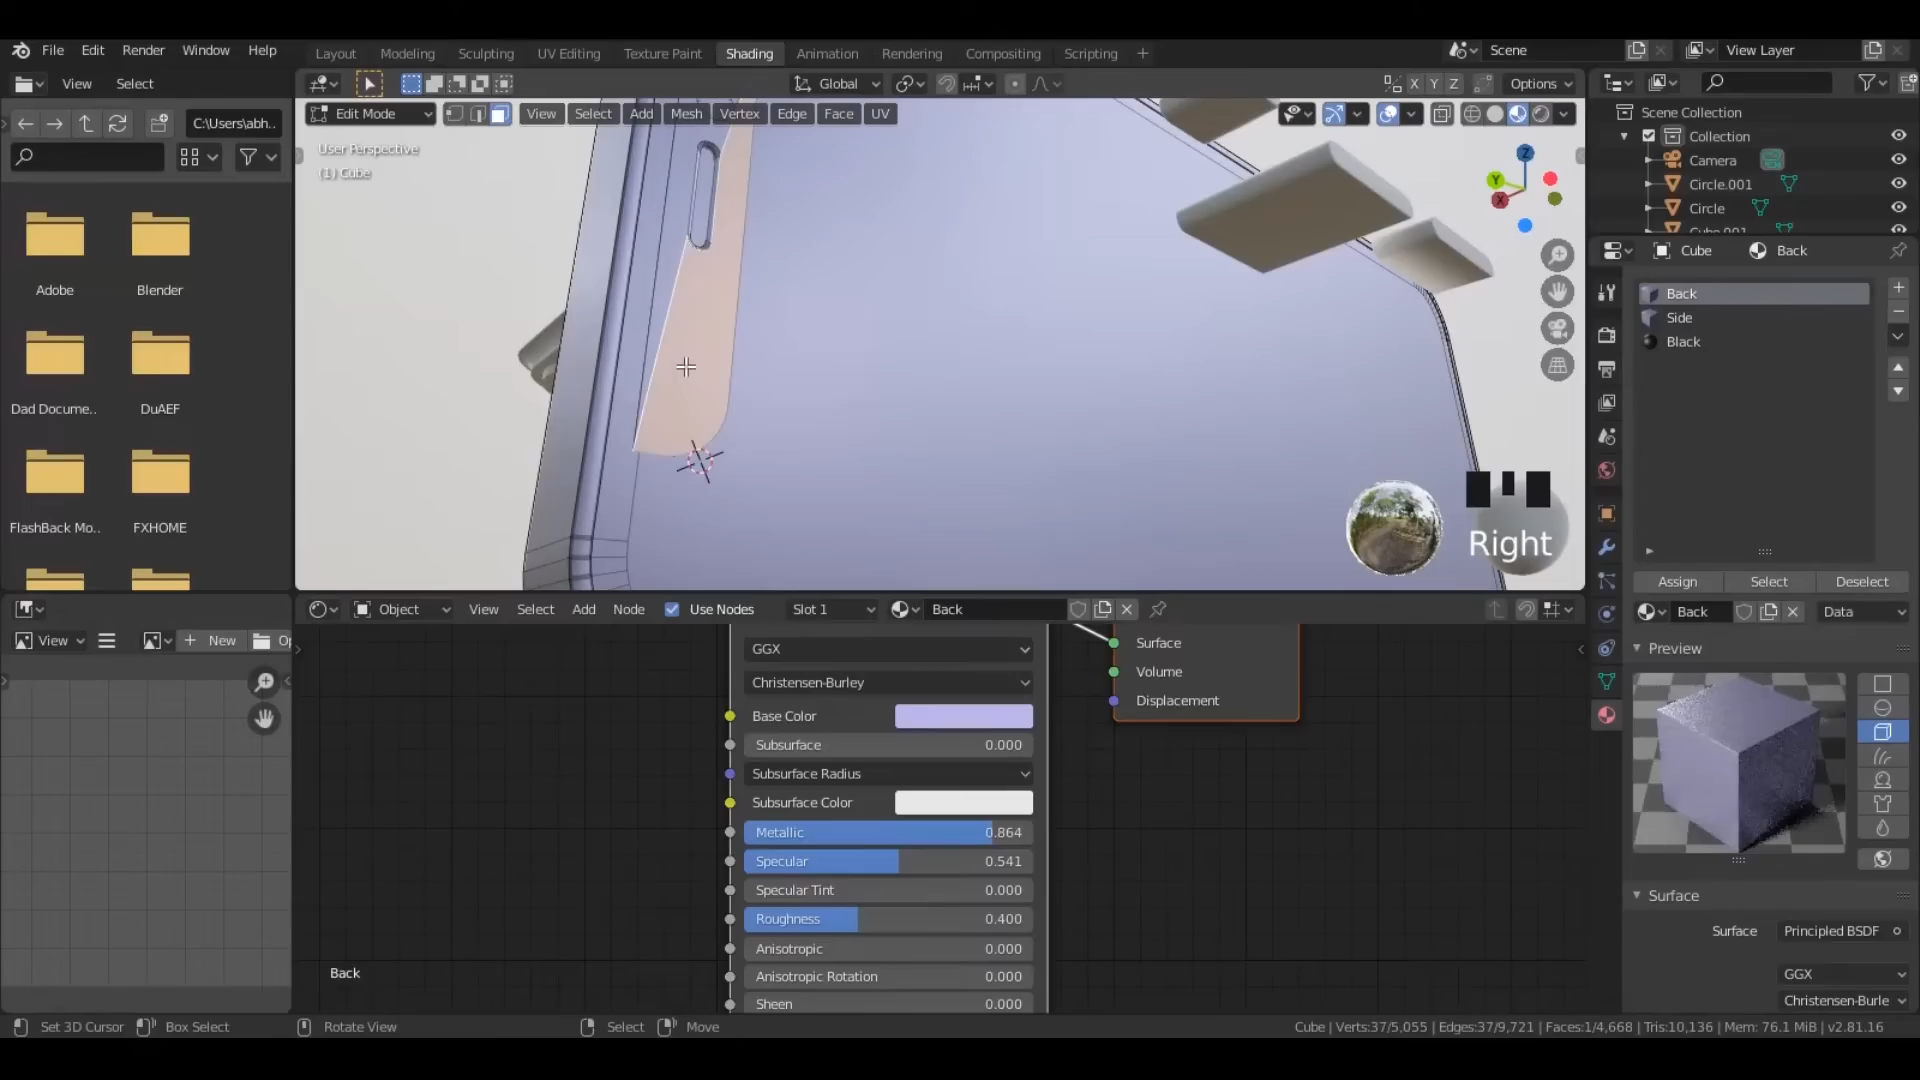 File Edit Render Window Help
Layout Modeling Sculpting UV Editing Texture Paint Shading Animation Rendering Compositing Scripting +
Scene
View Layer
View Select
Global
X Y Z
Options
C:\Users\abh..
Edit Mode
View Select Add Mesh Vertex Edge Face UV
User Perspective
(1) Cube
Z
Y
X
Scene Collection
Collection
Camera
Circle.001
Circle
Cube.001
Cube
Back
Back
Side
Black
Adobe
Blender
Dad Docume..
DuAEF
FlashBack Mo..
FXHOME
Right
Assign Select Deselect
Back
Data
Object View Select Add Node Use Nodes Slot 1 Back
View
New
Op
Preview
GGX
Christensen-Burley
Base Color
Subsurface 0.000
Subsurface Radius
Subsurface Color
Metallic 0.864
Specular 0.541
Specular Tint 0.000
Roughness 0.400
Anisotropic 0.000
Anisotropic Rotation 0.000
Sheen 0.000
Surface
Volume
Displacement
Back
Surface
Surface Principled BSDF
GGX
Christensen-Burle
Set 3D Cursor Box Select Rotate View Select Move
Cube | Verts:37/5,055 | Edges:37/9,721 | Faces:1/4,668 | Tris:10,136 | Mem: 76.1 MiB | v2.81.16